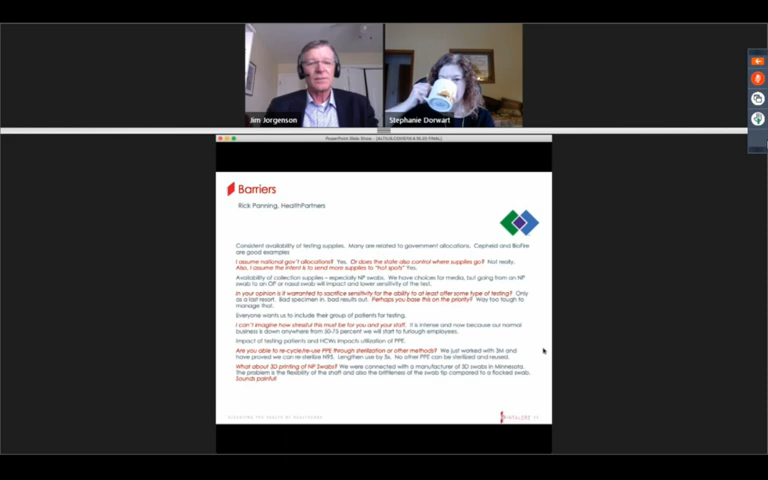 Jim Jorgenson
Stephanie Dorwart
PowerPoint Slide Show - [ALTIUS.COVID19 4.16.20 FINAL]
Barriers
Rick Panning, HealthPartners
Consistent availability of testing supplies. Many are related to government allocations. Cepheid and BioFire
are good examples
I assume national gov't allocations? Yes. Or does the state also control where supplies go? Not really.
Also, I assume the intent is to send more supplies to "hot spots" Yes.
Availability of collection supplies – especially NP swabs. We have choices for media, but going from an NP
swab to an OP or nasal swab will impact and lower sensitivity of the test.
In your opinion is it warranted to sacrifice sensitivity for the ability to at least offer some type of testing? Only
as a last resort. Bad specimen in, bad results out. Perhaps you base this on the priority? Way too tough to
manage that.
Everyone wants us to include their group of patients for testing.
I can't imagine how stressful this must be for you and your staff. It is intense and now because our normal
business is down anywhere from 50-75 percent we will start to furlough employees.
Impact of testing patients and HCWs impacts utilization of PPE.
Are you able to re-cycle/re-use PPE through sterilization or other methods? We just worked with 3M and
have proved we can re-sterilize N95. Lengthen use by 5x. No other PPE can be sterilized and reused.
What about 3D printing of NP Swabs? We were connected with a manufacturer of 3D swabs in Minnesota.
The problem is the flexibility of the shaft and also the brittleness of the swab tip compared to a flocked swab.
Sounds painful!